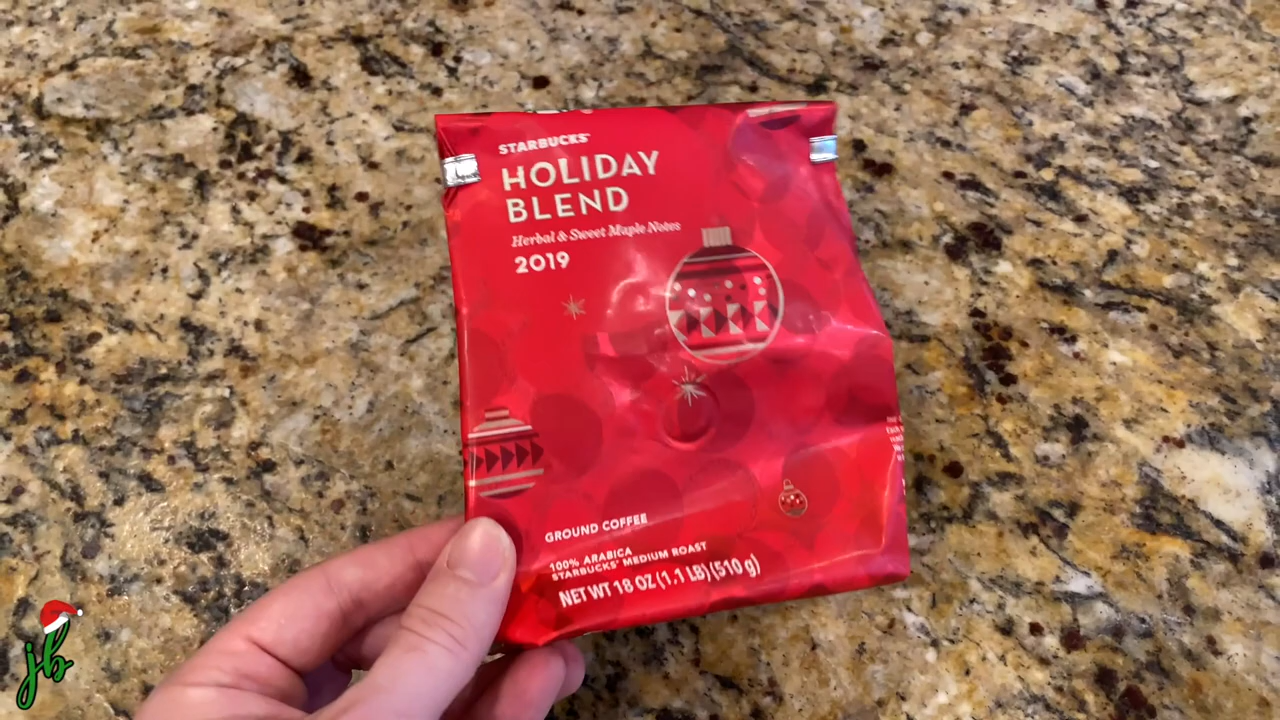 STARBUCKS®
HOLIDAY
BLEND
Herbal & Sweet Maple Notes
2019
GROUND COFFEE
100% ARABICA
STARBUCKS® MEDIUM ROAST
NET WT 18 OZ (1.1 LB) (510 g)
jb